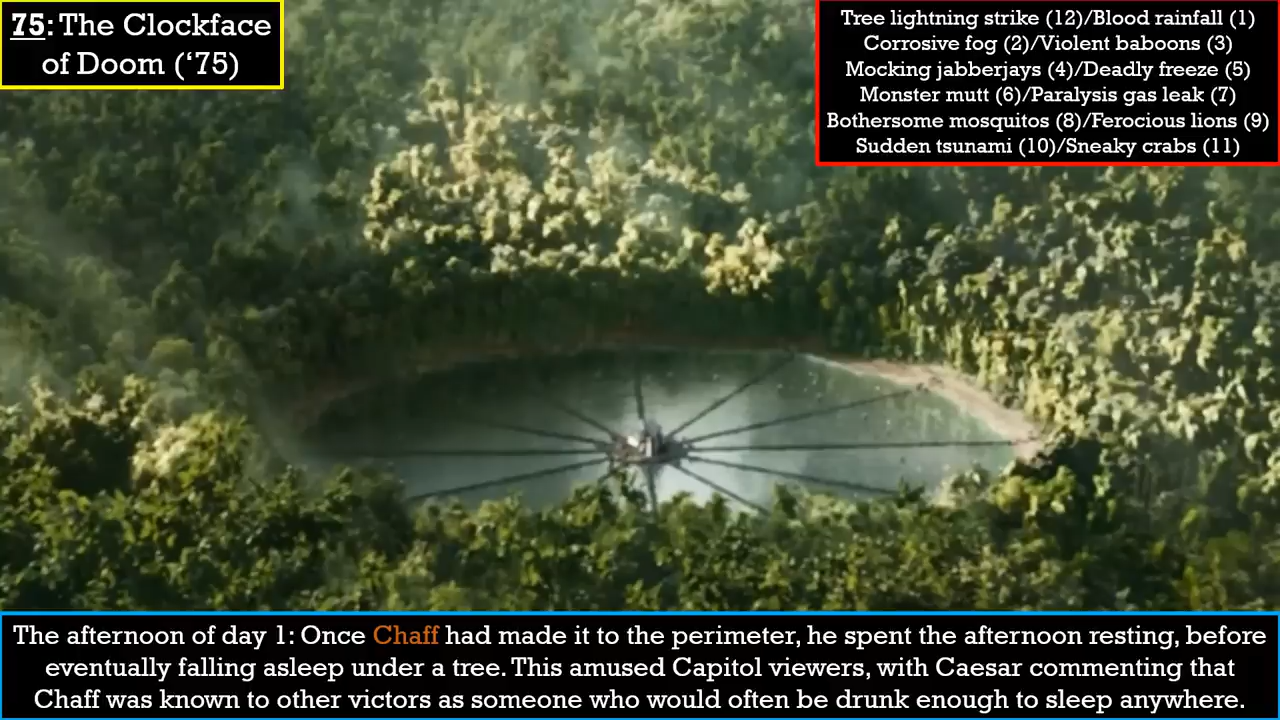 75: The Clockface
of Doom (‘75)
Tree lightning strike (12)/Blood rainfall (1)
Corrosive fog (2)/Violent baboons (3)
Mocking jabberjays (4)/Deadly freeze (5)
Monster mutt (6)/Paralysis gas leak (7)
Bothersome mosquitos (8)/Ferocious lions (9)
Sudden tsunami (10)/Sneaky crabs (11)
The afternoon of day 1: Once Chaff had made it to the perimeter, he spent the afternoon resting, before
eventually falling asleep under a tree. This amused Capitol viewers, with Caesar commenting that
Chaff was known to other victors as someone who would often be drunk enough to sleep anywhere.